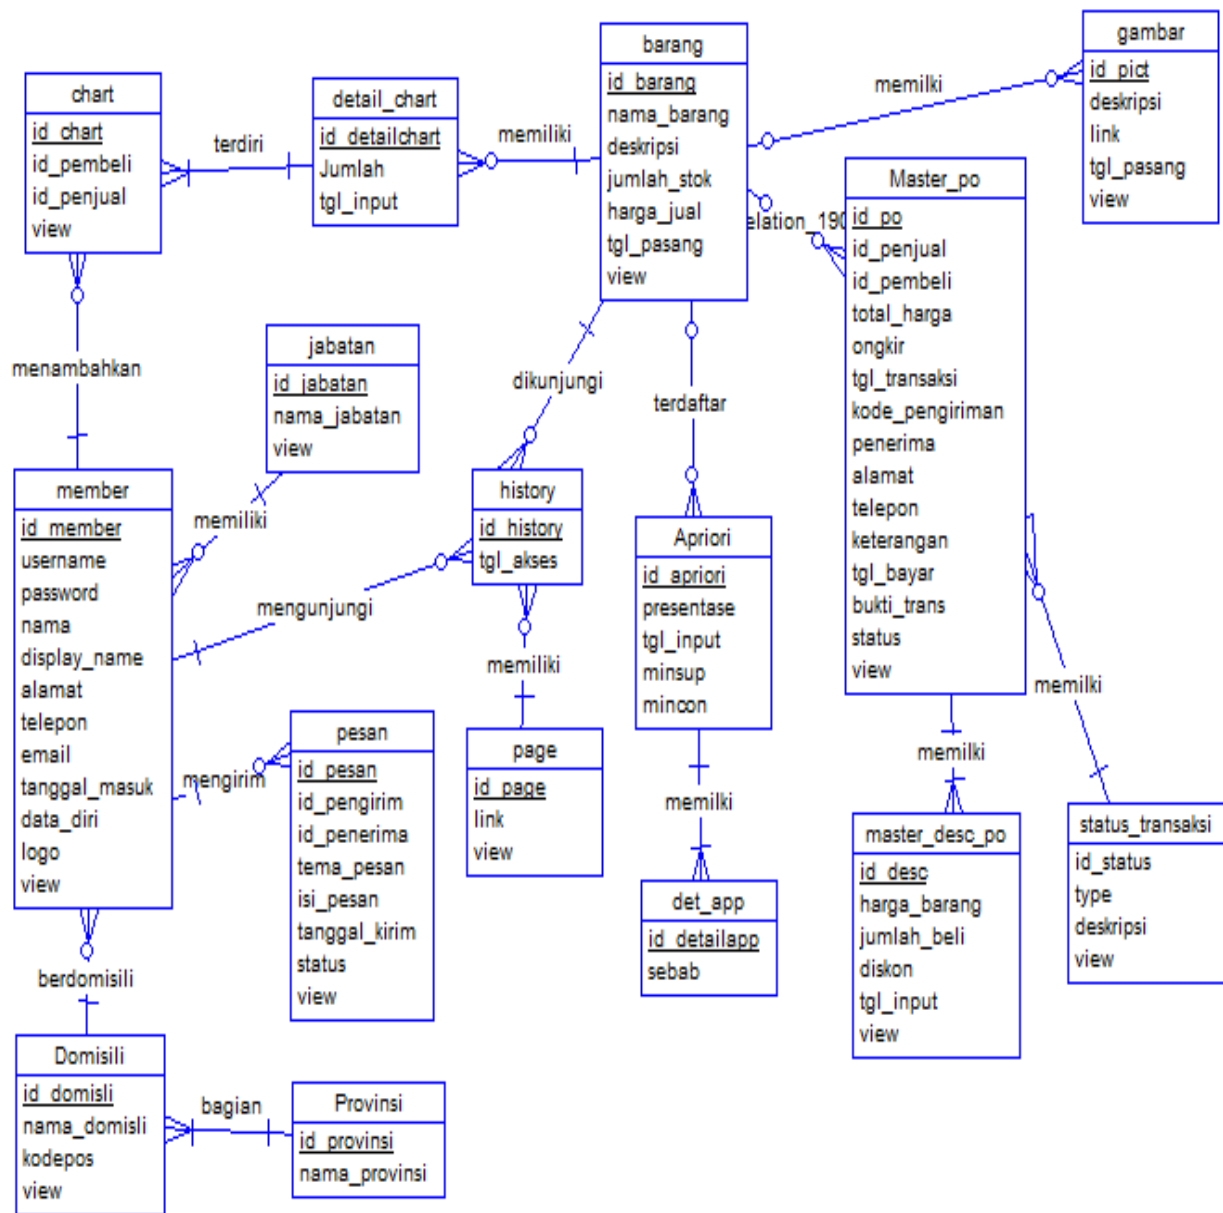 chart
id_chart
id_pembeli
id_penjual
view
terdiri
detail_chart
id_detailchart
Jumlah
tgl_input
memiliki
barang
id_barang
nama_barang
deskripsi
jumlah_stok
harga_jual
tgl_pasang
view
memilki
gambar
id_pict
deskripsi
link
tgl_pasang
view
elation_190
Master_po
id_po
id_penjual
id_pembeli
total_harga
ongkir
tgl_transaksi
kode_pengiriman
penerima
alamat
telepon
keterangan
tgl_bayar
bukti_trans
status
view
menambahkan
jabatan
id_jabatan
nama_jabatan
view
dikunjungi
terdaftar
member
id_member
username
password
nama
display_name
alamat
telepon
email
tanggal_masuk
data_diri
logo
view
memiliki
history
id_history
tgl_akses
mengunjungi
memiliki
Apriori
id_apriori
presentase
tgl_input
minsup
mincon
memilki
mengirim
pesan
id_pesan
id_pengirim
id_penerima
tema_pesan
isi_pesan
tanggal_kirim
status
view
page
id_page
link
view
memilki
memilki
det_app
id_detailapp
sebab
master_desc_po
id_desc
harga_barang
jumlah_beli
diskon
tgl_input
view
status_transaksi
id_status
type
deskripsi
view
berdomisili
Domisili
id_domisli
nama_domisli
kodepos
view
bagian
Provinsi
id_provinsi
nama_provinsi